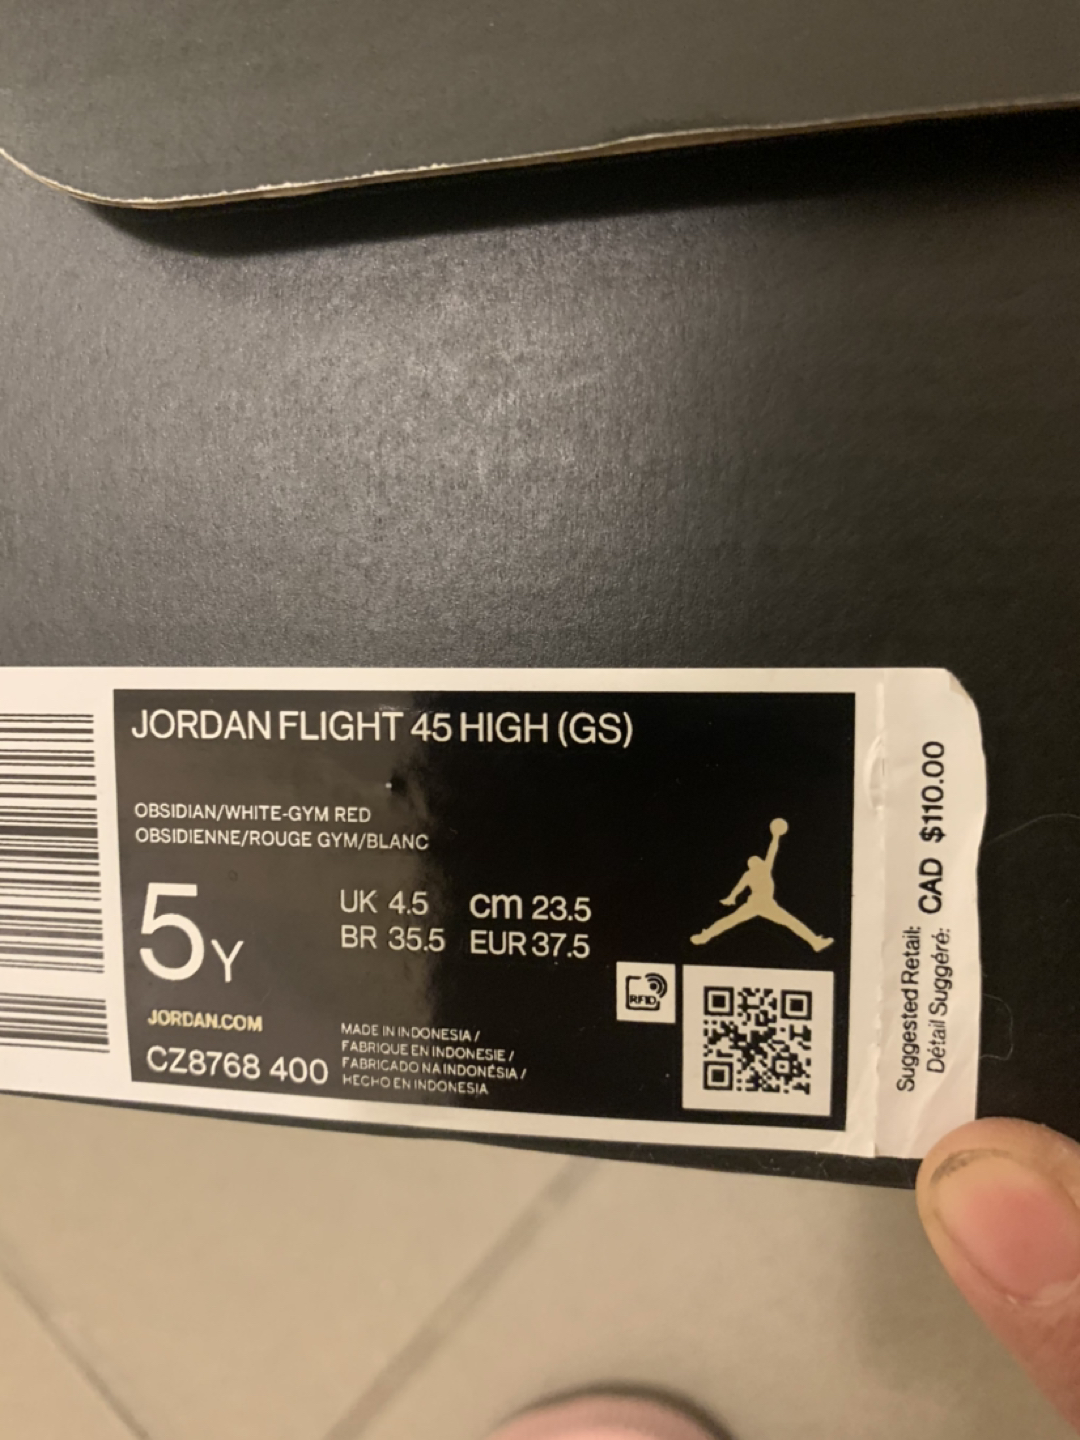 JORDAN FLIGHT 45 HIGH (GS)
OBSIDIAN/WHITE-GYM RED
OBSIDIENNE/ROUGE GYM/BLANC
5Y
UK 4.5 cm 23.5
BR 35.5 EUR 37.5
JORDAN.COM
CZ8768 400
MADE IN INDONESIA /
FABRIQUE EN INDONESIE /
FABRICADO NA INDONÉSIA /
HECHO EN INDONESIA
RFID
Suggested Retail: CAD $110.00
Détail Suggéré: